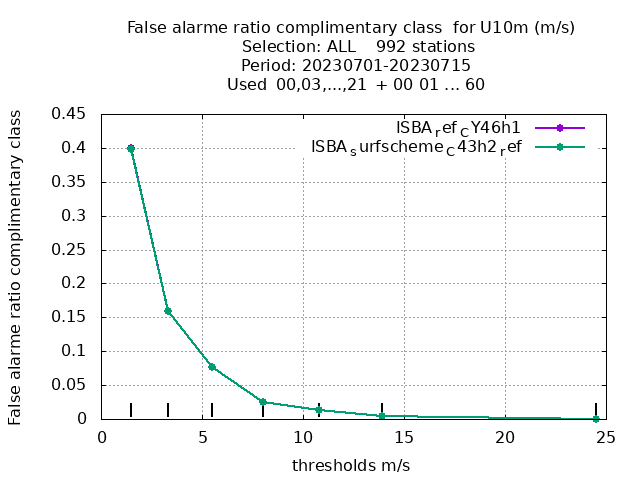 False alarme ratio complimentary class  for U10m (m/s)
Selection: ALL    992 stations
Period: 20230701-20230715
Used  00,03,...,21  + 00 01 ... 60
ISBA_ref_CY46h1
ISBA_surfscheme_C43h2_ref
False alarme ratio complimentary class
0.45
0.4
0.35
0.3
0.25
0.2
0.15
0.1
0.05
0
0 5 10 15 20 25
thresholds m/s